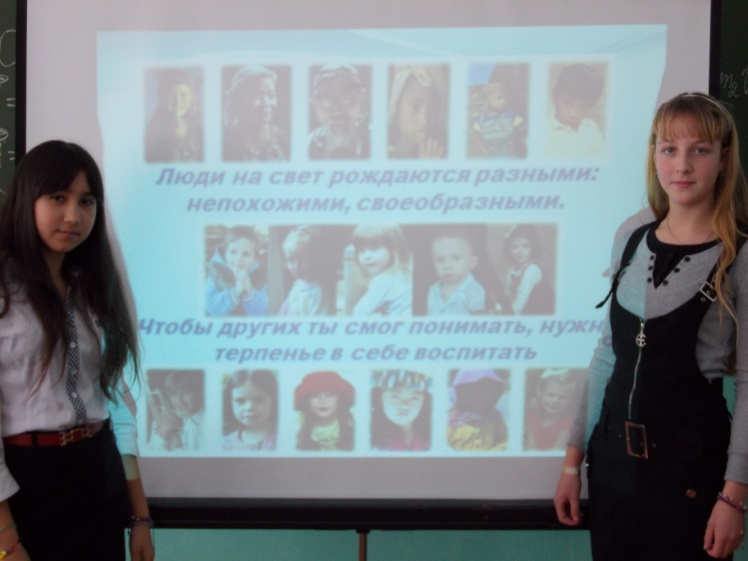 Люди на свет рождаются разными:
непохожими, своеобразными.
Чтобы других ты смог понимать, нужн
терпенье в себе воспитать